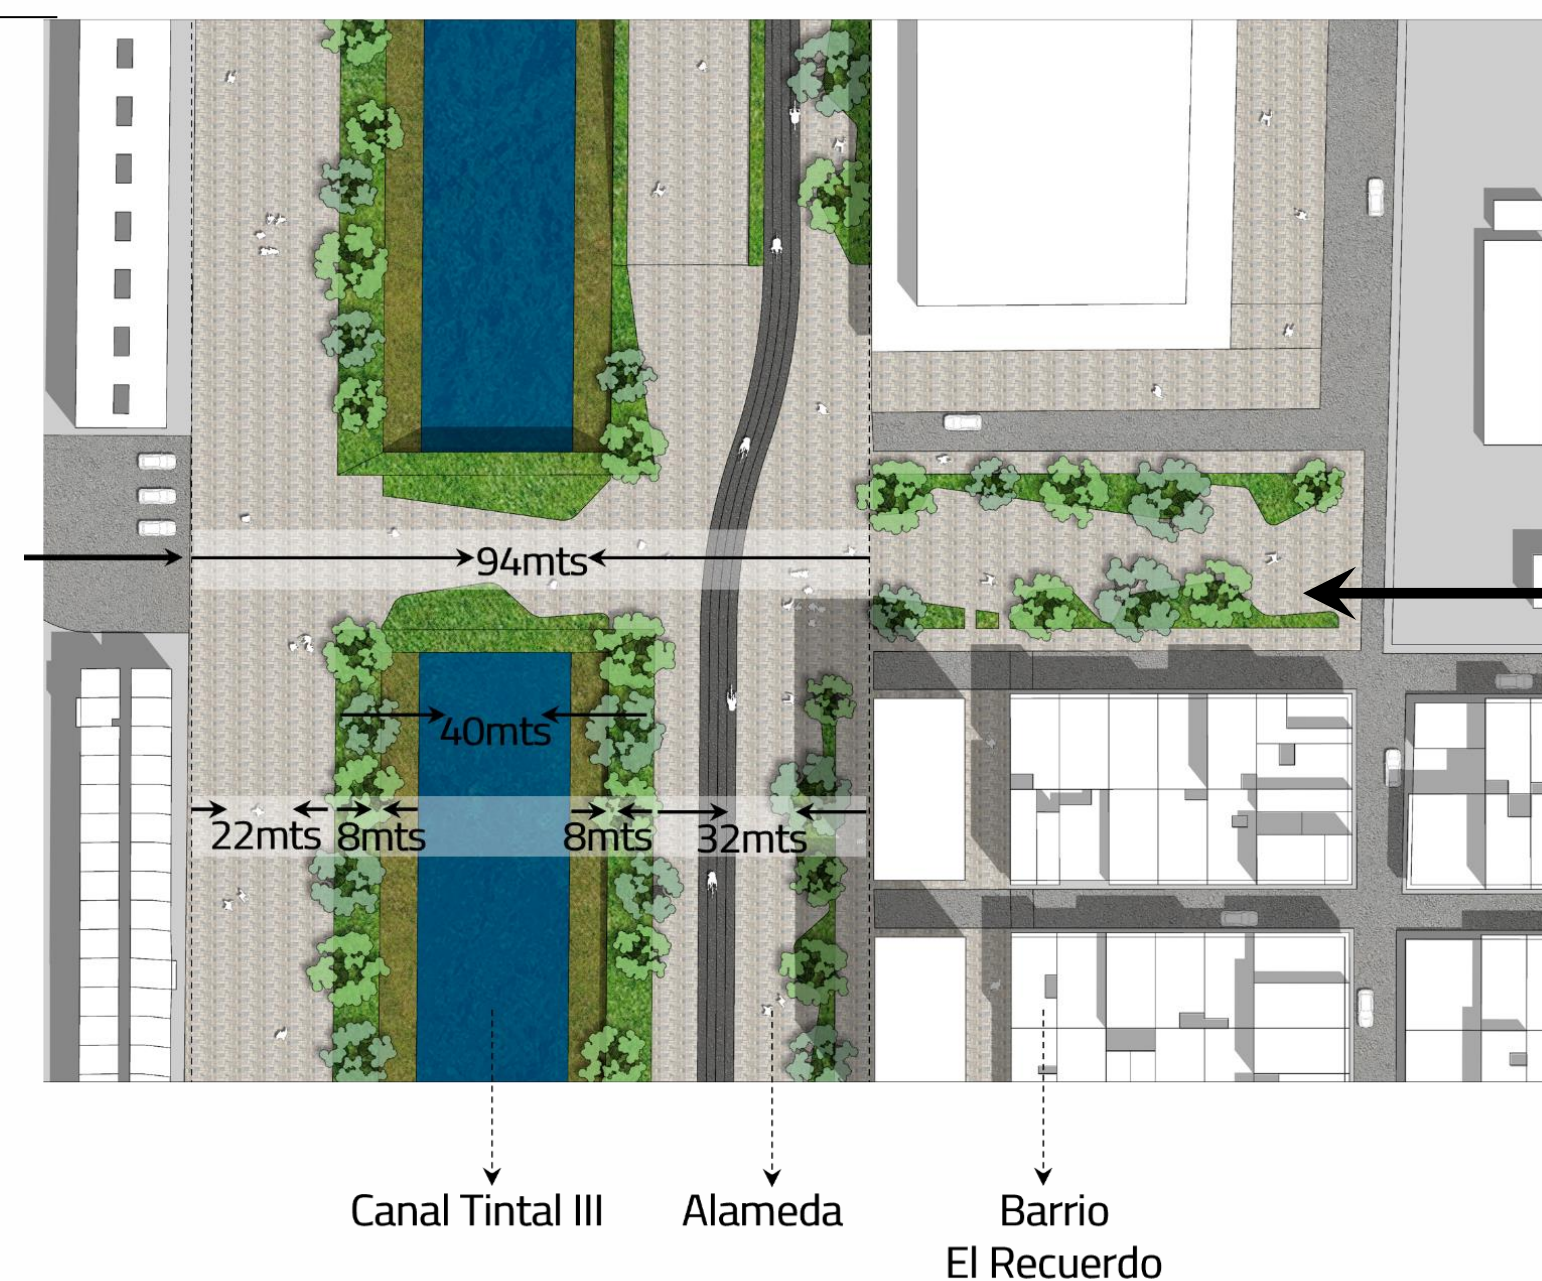 94mts
40mts
22mts 8mts 8mts 32mts
Canal Tintal III Alameda Barrio
El Recuerdo